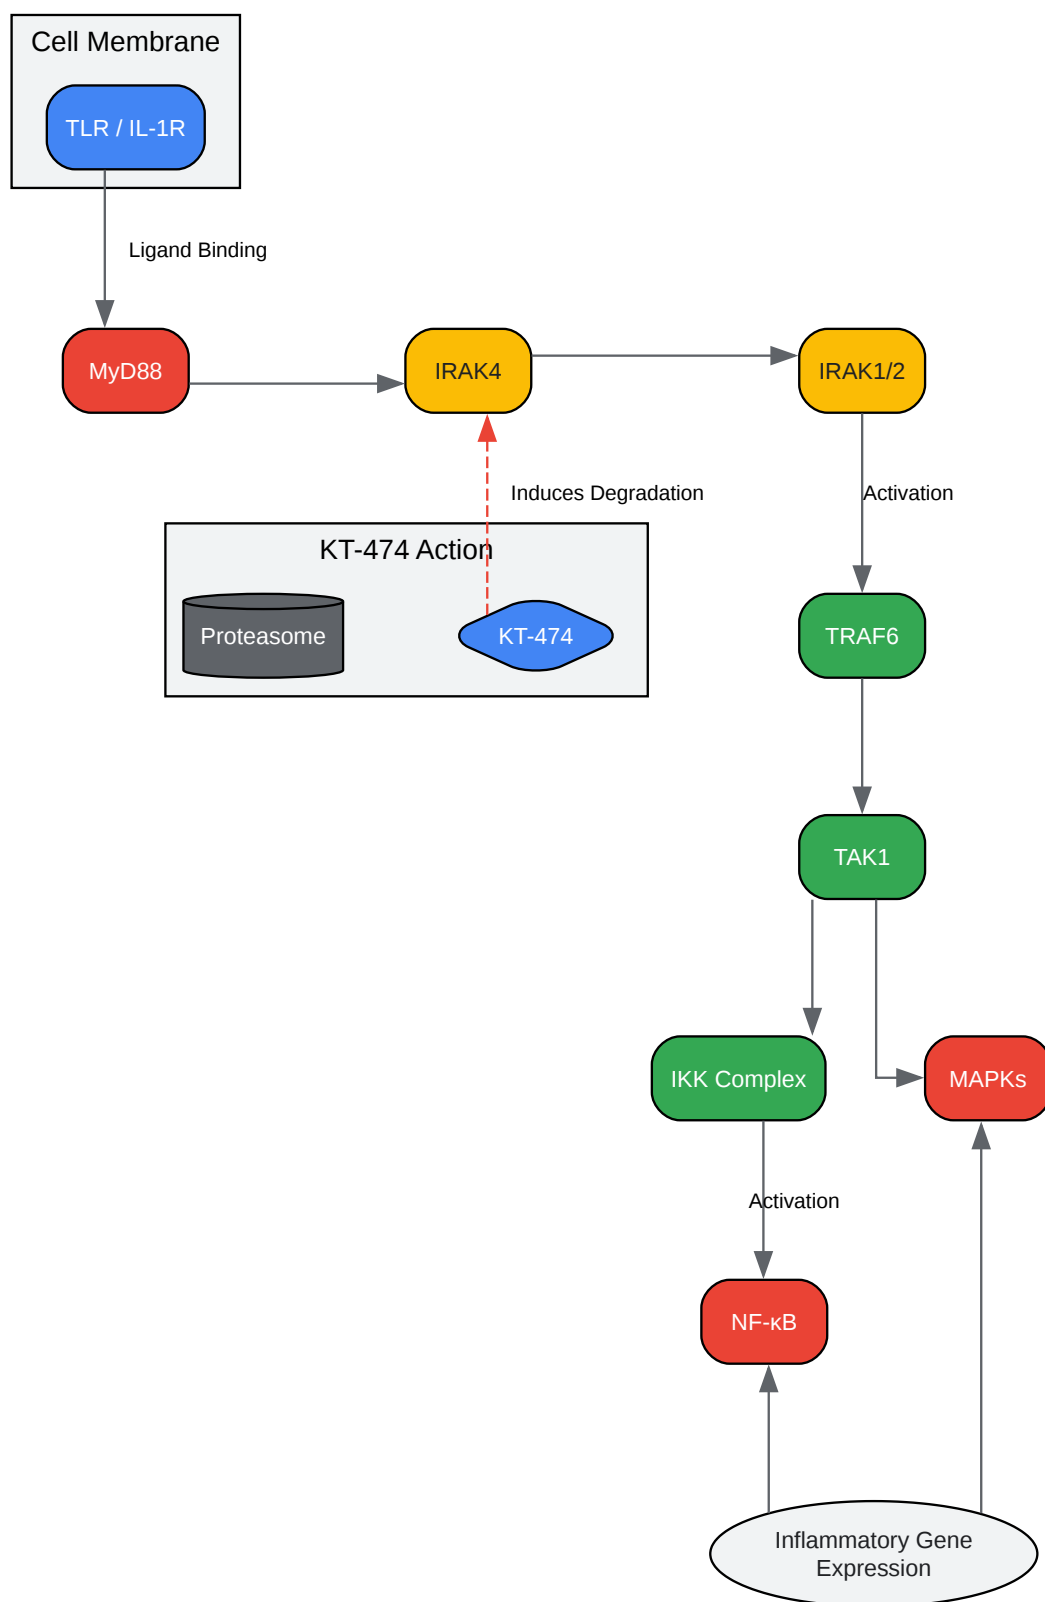 Cell Membrane
TLR / IL-1R
Ligand Binding
MyD88
IRAK4
IRAK1/2
Induces Degradation
Activation
KT-474 Action
Proteasome
KT-474
TRAF6
TAK1
IKK Complex
MAPKs
Activation
NF-κB
Inflammatory Gene
Expression